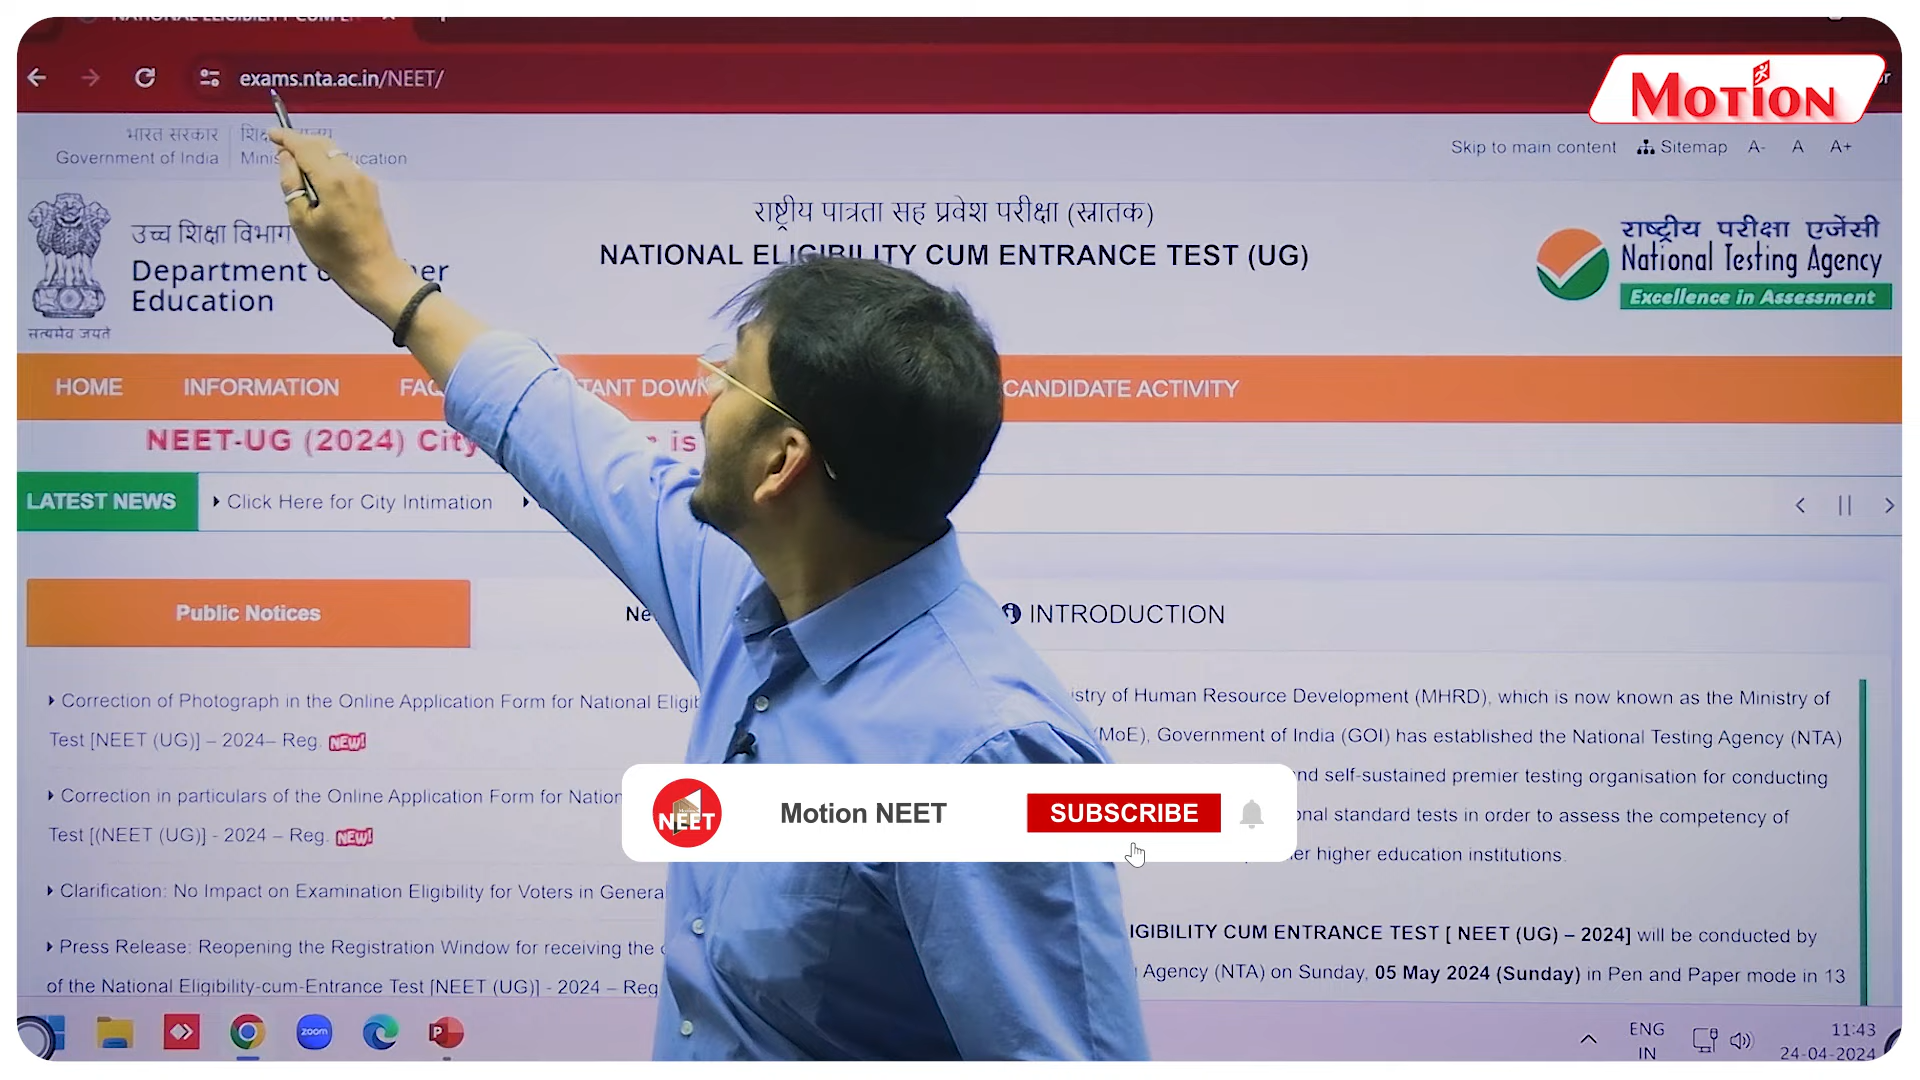 exams.nta.ac.in/NEET/
MOTION
भारत सरकार
Government of India
Skip to main content Sitemap A- A A+
राष्ट्रीय पात्रता सह प्रवेश परीक्षा (स्नातक)
NATIONAL ELIGIBILITY CUM ENTRANCE TEST (UG)
उच्च शिक्षा विभाग
Department
Education
सत्यमेव जयते
राष्ट्रीय परीक्षा एजेंसी
National Testing Agency
Excellence in Assessment
HOME INFORMATION CANDIDATE ACTIVITY
NEET-UG (2024) City is
LATEST NEWS Click Here for City Intimation
Public Notices
INTRODUCTION
Correction of Photograph in the Online Application Form for National
Test [NEET (UG)] – 2024– Reg. NEW!
Correction in particulars of the Online Application Form for
Test [(NEET (UG)] - 2024 – Reg. NEW!
Clarification: No Impact on Examination Eligibility for Voters in
Press Release: Reopening the Registration Window for receiving the
of the National Eligibility-cum-Entrance Test [NEET (UG)] - 2024 – Reg
of Human Resource Development (MHRD), which is now known as the Ministry of
(MoE), Government of India (GOI) has established the National Testing Agency (NTA)
and self-sustained premier testing organisation for conducting
standard tests in order to assess the competency of
higher education institutions.
CUM ENTRANCE TEST [ NEET (UG) – 2024] will be conducted by
Agency (NTA) on Sunday, 05 May 2024 (Sunday) in Pen and Paper mode in 13
NEET
Motion NEET
SUBSCRIBE
zoom
ENG
IN
11:43
24-04-2024